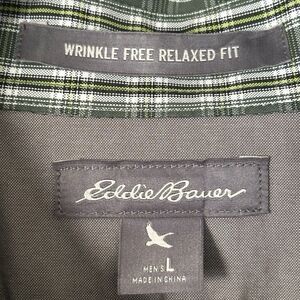 WRINKLE FREE RELAXED FIT
Eddie Bauer
MEN'S L
MADE IN CHINA